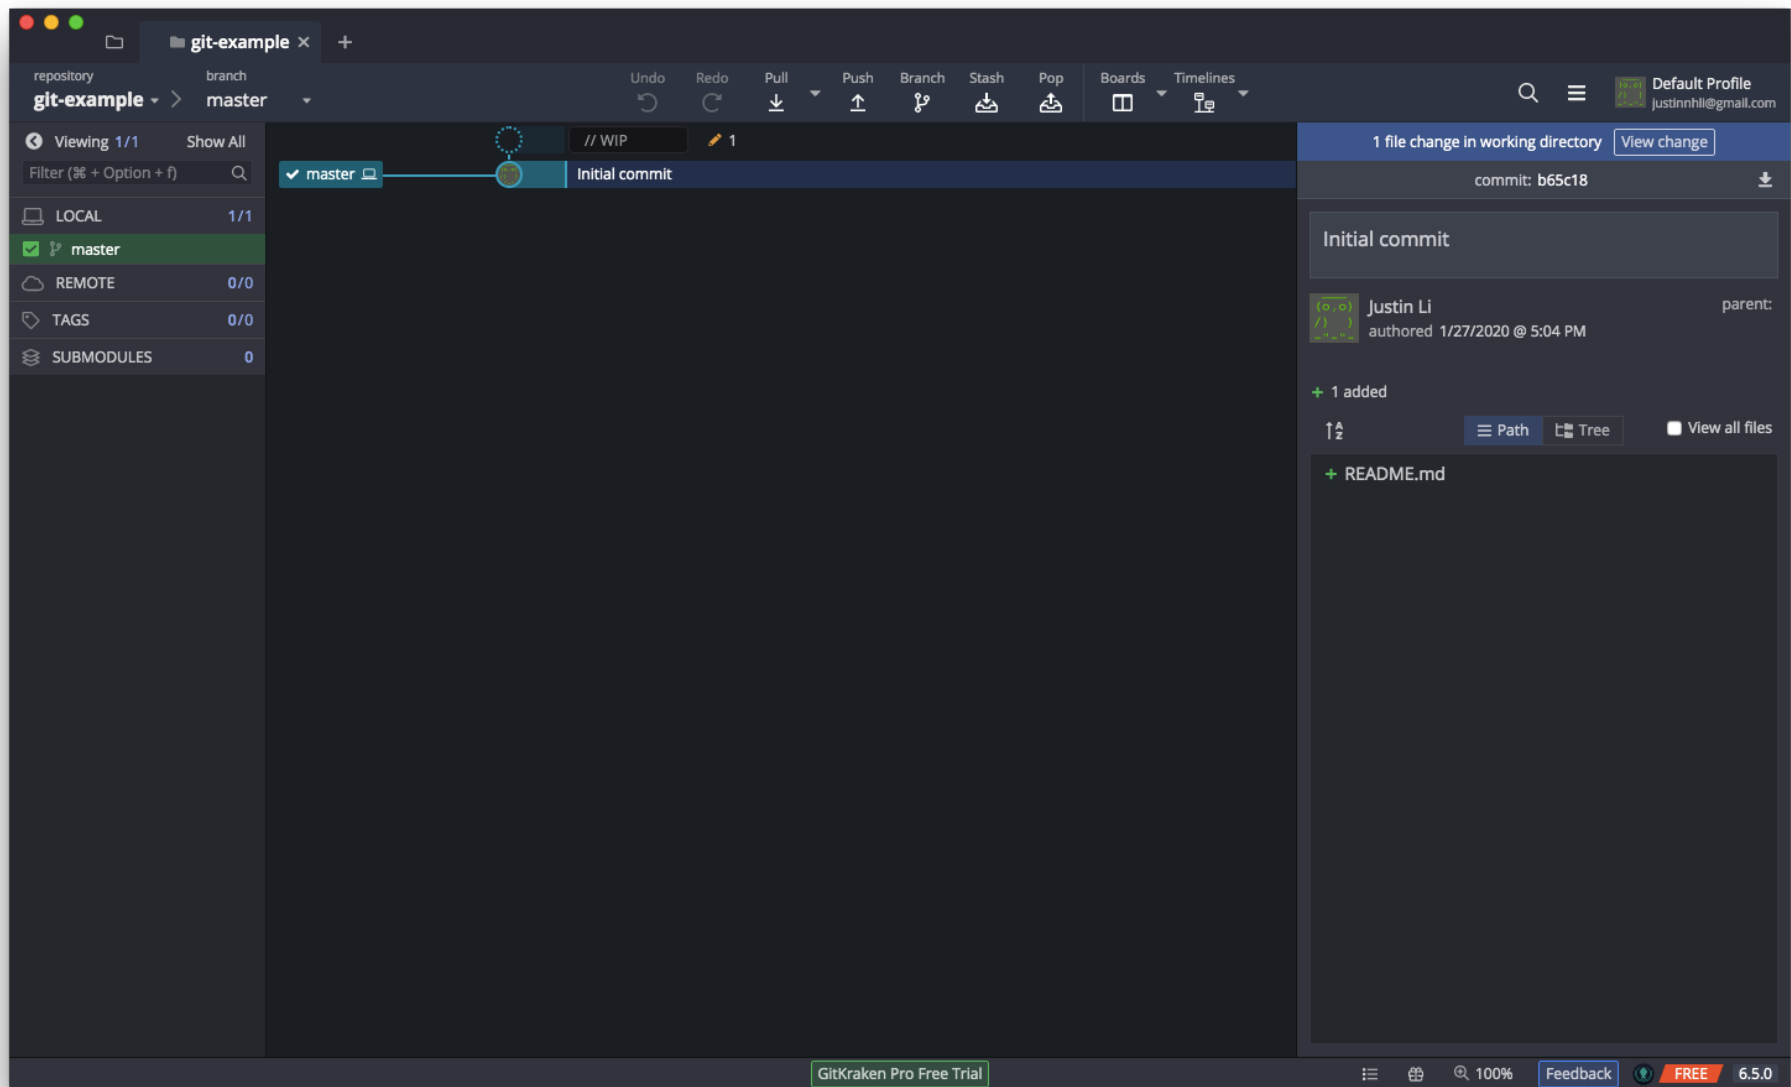 git-example
repository
git-example
branch
master
Undo
Redo
Pull
Push
Branch
Stash
Pop
Boards
Timelines
Default Profile
justinnhli@gmail.com
Viewing 1/1
Show All
Filter (⌘ + Option + f)
LOCAL 1/1
master
REMOTE 0/0
TAGS 0/0
SUBMODULES 0
// WIP
1
master
Initial commit
1 file change in working directory
View change
commit: b65c18
Initial commit
Justin Li
authored 1/27/2020 @ 5:04 PM
parent:
+ 1 added
Path
Tree
View all files
+ README.md
GitKraken Pro Free Trial
100%
Feedback
FREE
6.5.0